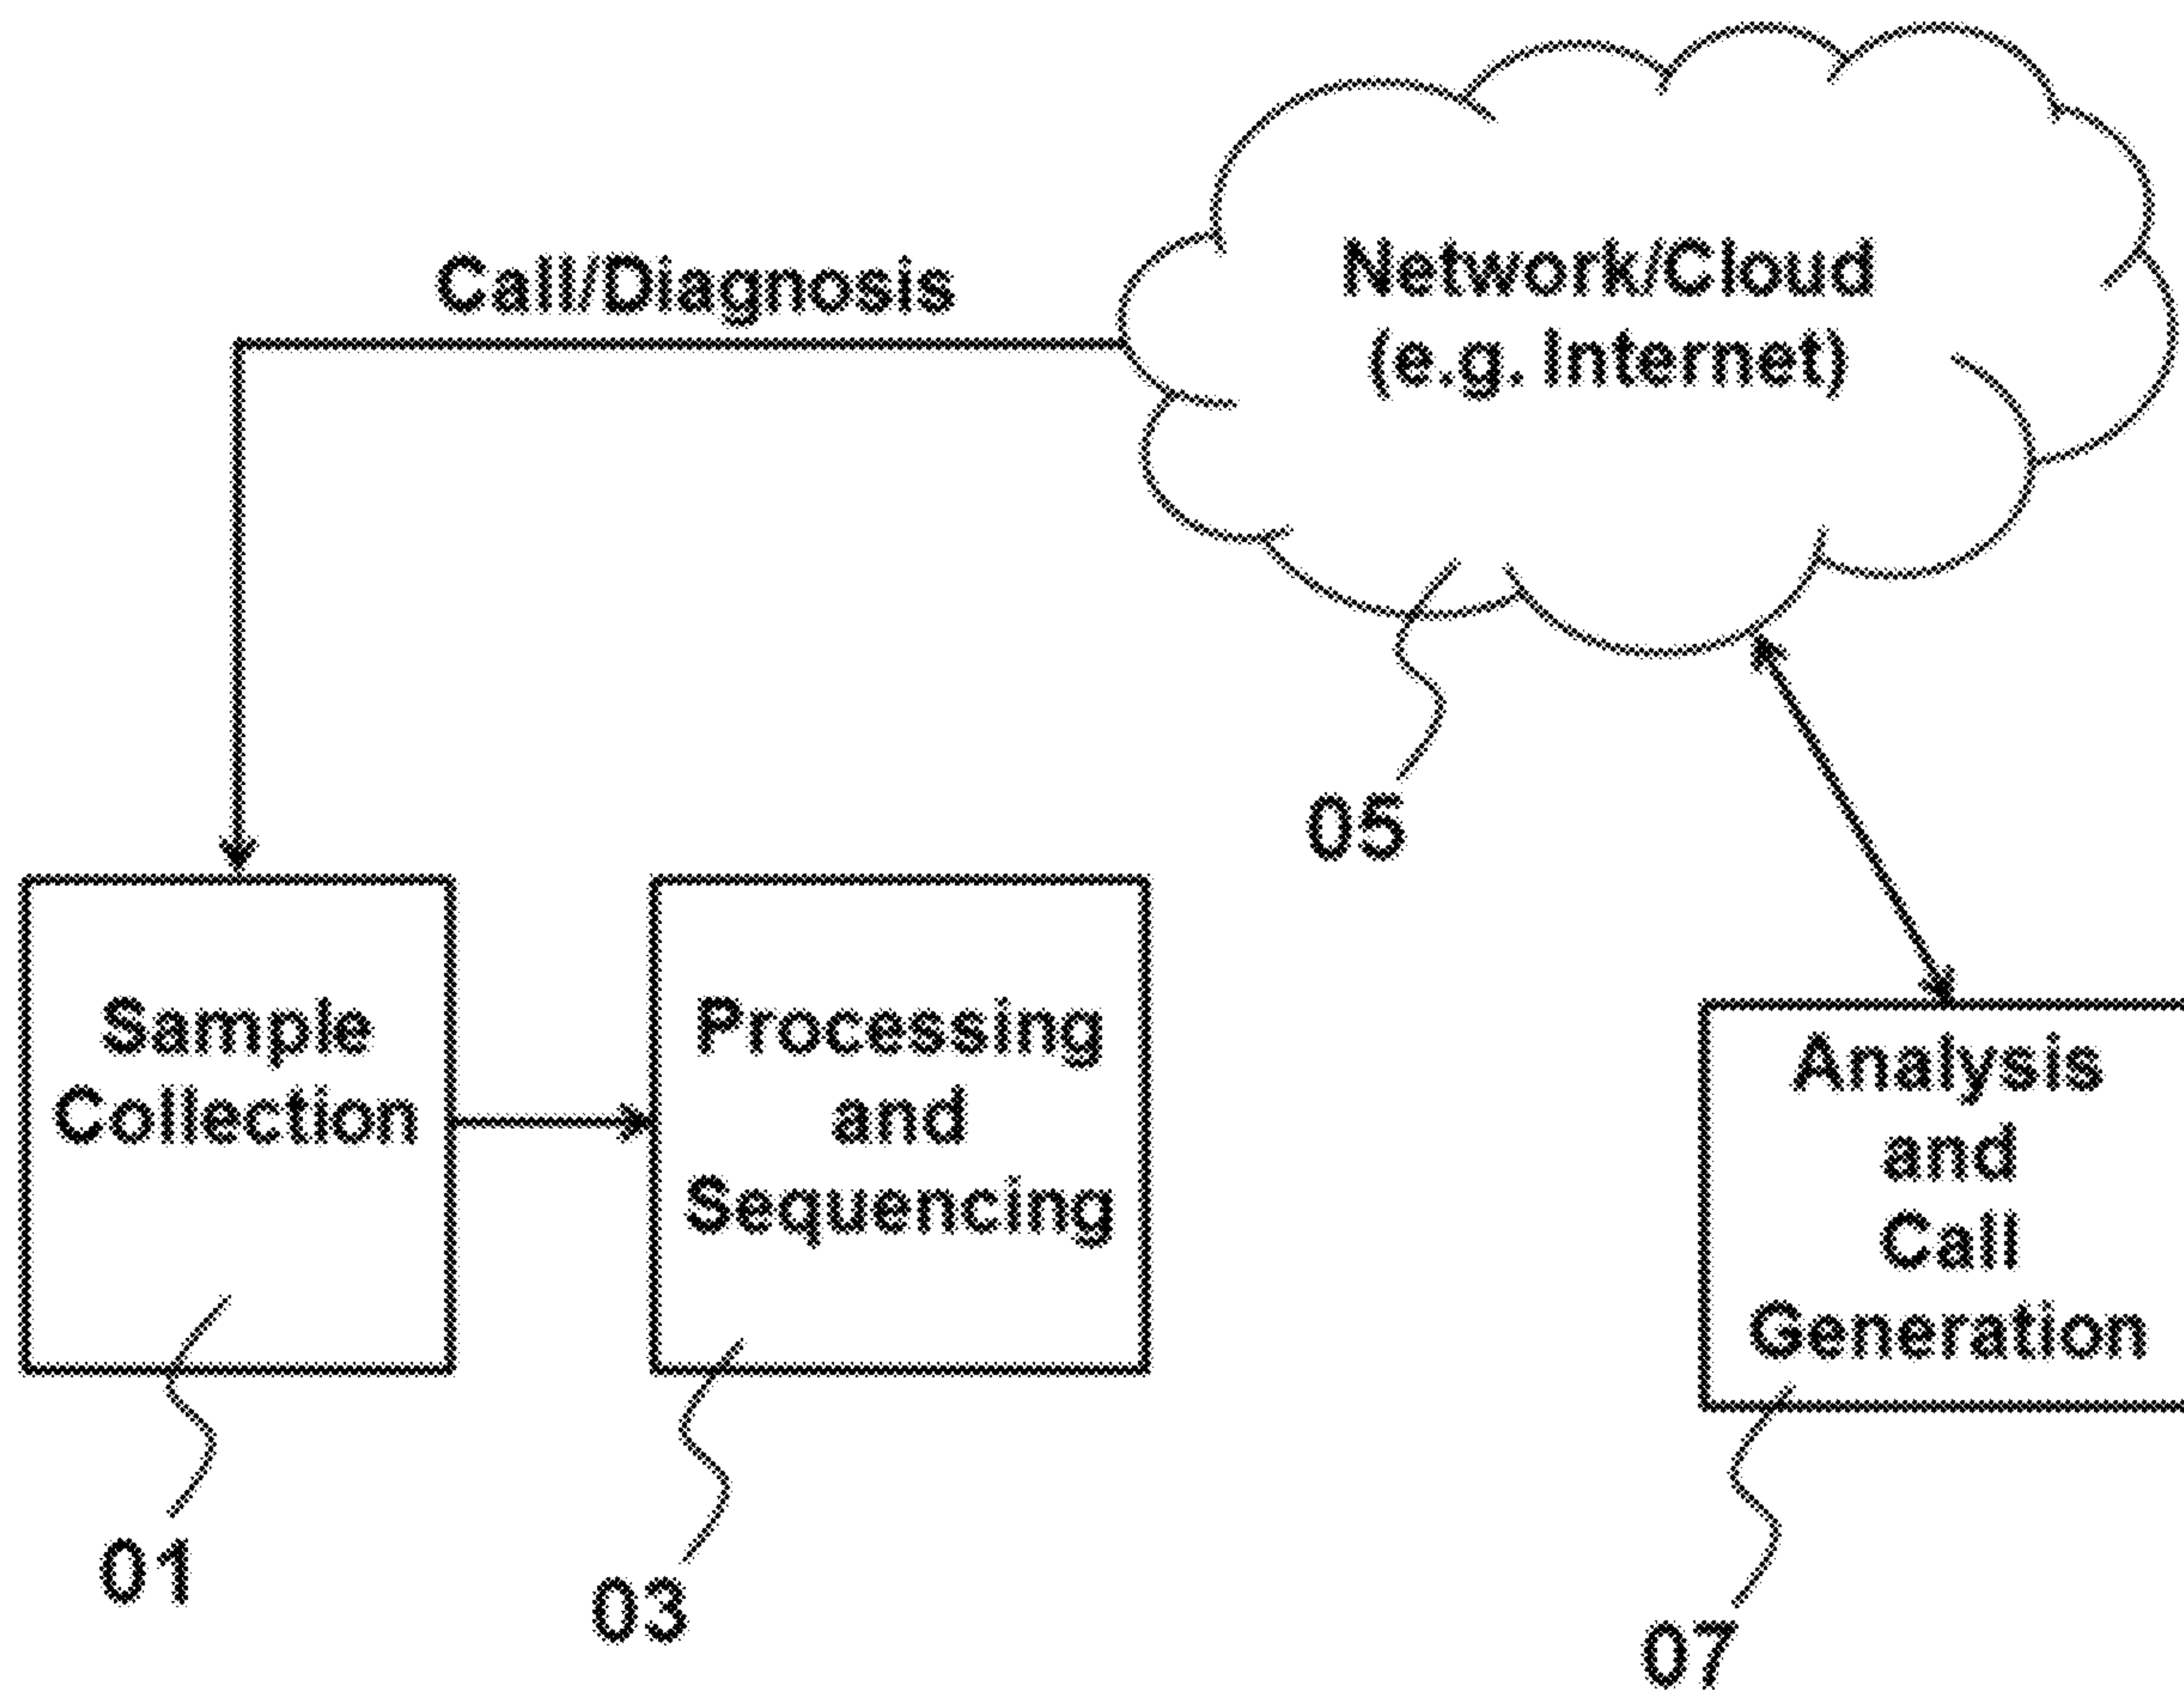 Call/Diagnosis
Network/Cloud
(e.g. Internet)
05
Sample
Collection
01
Processing
and
Sequencing
03
Analysis
and
Call
Generation
07